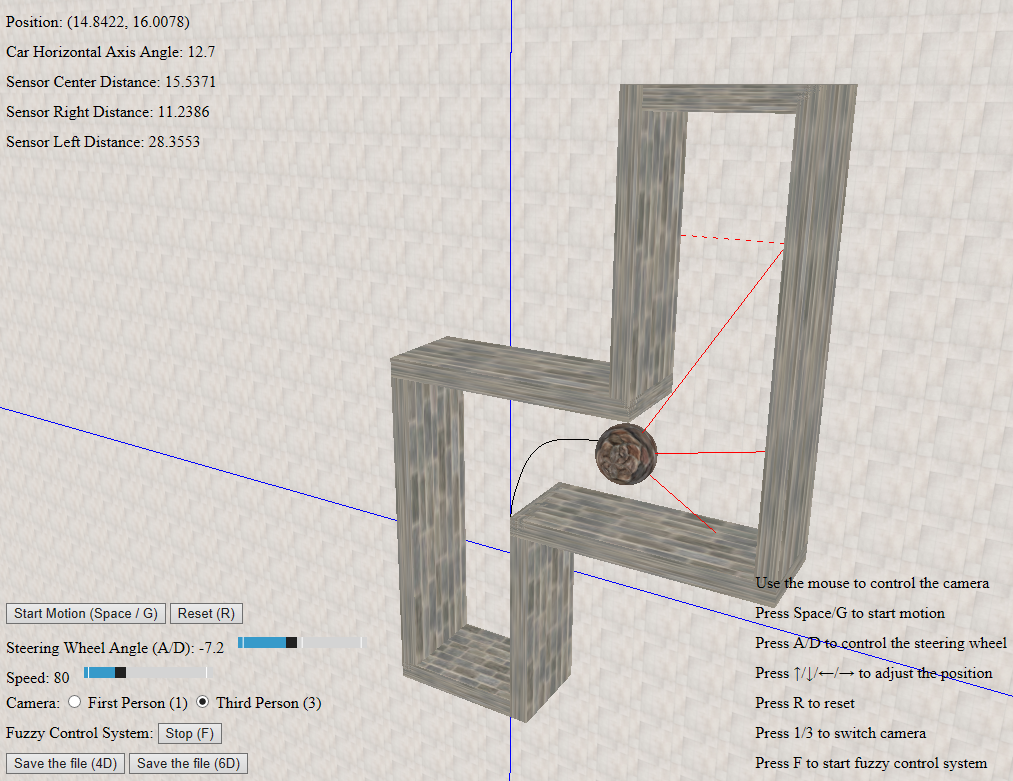 Position: (14.8422, 16.0078)
Car Horizontal Axis Angle: 12.7
Sensor Center Distance: 15.5371
Sensor Right Distance: 11.2386
Sensor Left Distance: 28.3553
Start Motion (Space / G) Reset (R)
Steering Wheel Angle (A/D): -7.2
Speed: 80
Camera: First Person (1) Third Person (3)
Fuzzy Control System: Stop (F)
Save the file (4D) Save the file (6D)
Use the mouse to control the camera
Press Space/G to start motion
Press A/D to control the steering wheel
Press ↑/↓/←/→ to adjust the position
Press R to reset
Press 1/3 to switch camera
Press F to start fuzzy control system